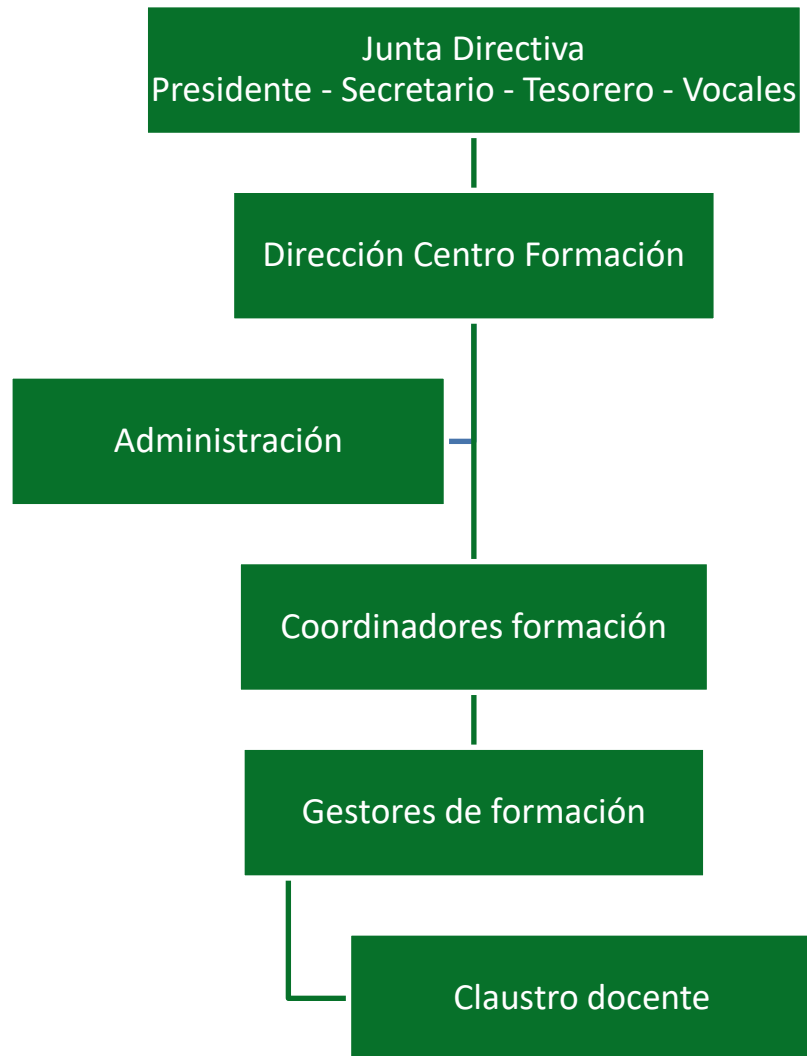 Junta Directiva
Presidente - Secretario - Tesorero - Vocales
Dirección Centro Formación
Administración
Coordinadores formación
Gestores de formación
Claustro docente